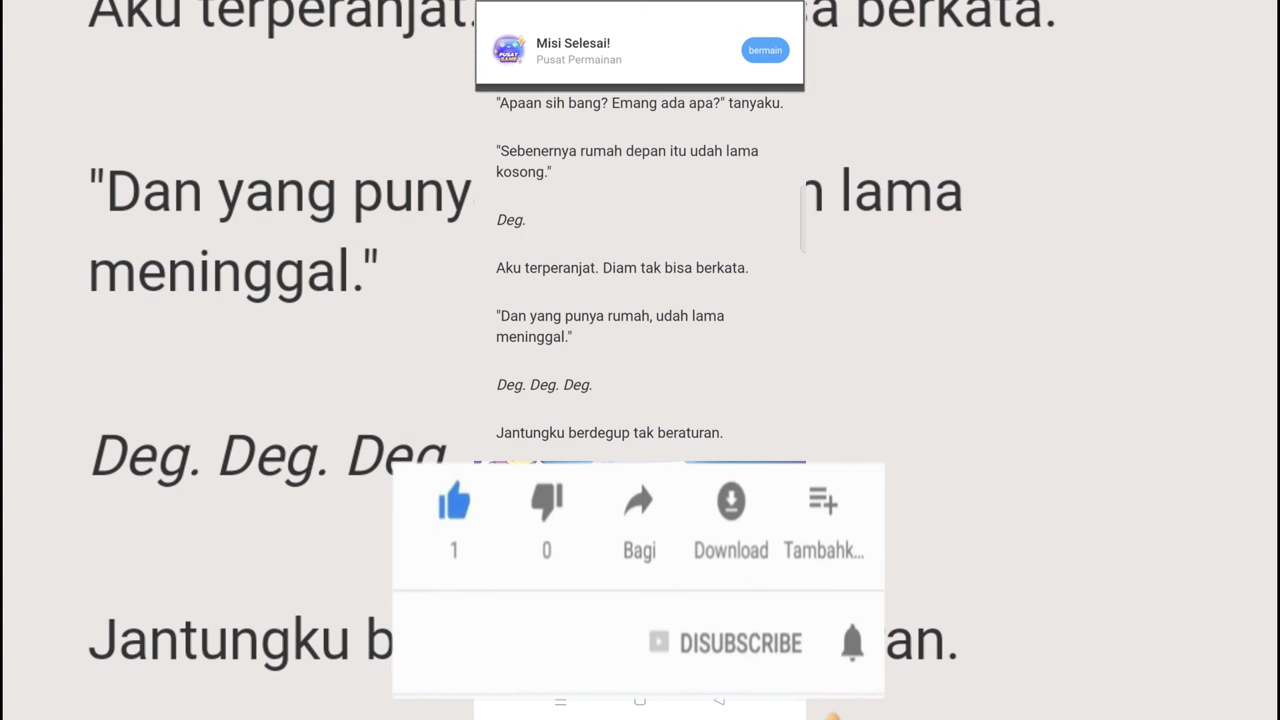 Aku terperanjat.
sa berkata.
"Dan yang puny
n lama
meninggal."
Deg. Deg. Deg.
Jantungku b
an.
Misi Selesai!
PUSAT GAME
Pusat Permainan
bermain
"Apaan sih bang? Emang ada apa?" tanyaku.
"Sebenernya rumah depan itu udah lama
kosong."
Deg.
Aku terperanjat. Diam tak bisa berkata.
"Dan yang punya rumah, udah lama
meninggal."
Deg. Deg. Deg.
Jantungku berdegup tak beraturan.
1
0
Bagi
Download
Tambahk...
DISUBSCRIBE